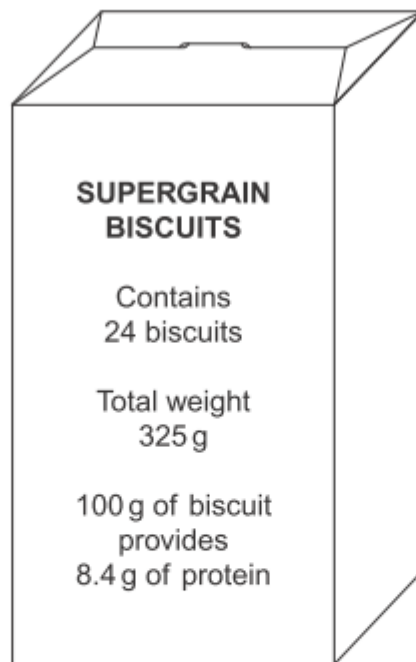 SUPERGRAIN
BISCUITS
Contains
24 biscuits
Total weight
325 g
100 g of biscuit
provides
8.4 g of protein